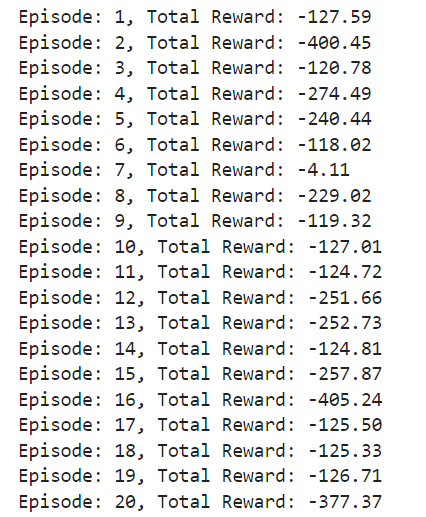 Episode: 1, Total Reward: -127.59
Episode: 2, Total Reward: -400.45
Episode: 3, Total Reward: -120.78
Episode: 4, Total Reward: -274.49
Episode: 5, Total Reward: -240.44
Episode: 6, Total Reward: -118.02
Episode: 7, Total Reward: -4.11
Episode: 8, Total Reward: -229.02
Episode: 9, Total Reward: -119.32
Episode: 10, Total Reward: -127.01
Episode: 11, Total Reward: -124.72
Episode: 12, Total Reward: -251.66
Episode: 13, Total Reward: -252.73
Episode: 14, Total Reward: -124.81
Episode: 15, Total Reward: -257.87
Episode: 16, Total Reward: -405.24
Episode: 17, Total Reward: -125.50
Episode: 18, Total Reward: -125.33
Episode: 19, Total Reward: -126.71
Episode: 20, Total Reward: -377.37